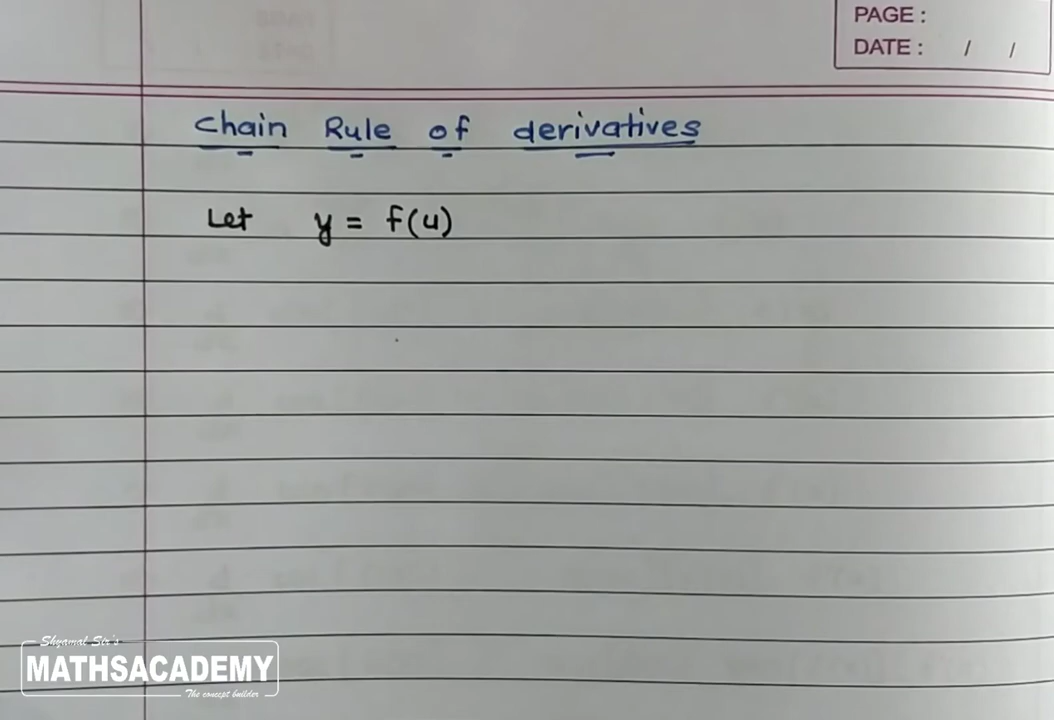 PAGE :
DATE : / /
Chain Rule of derivatives
Let y = f(u)
Shyamal Sir's
MATHSACADEMY
The concept builder